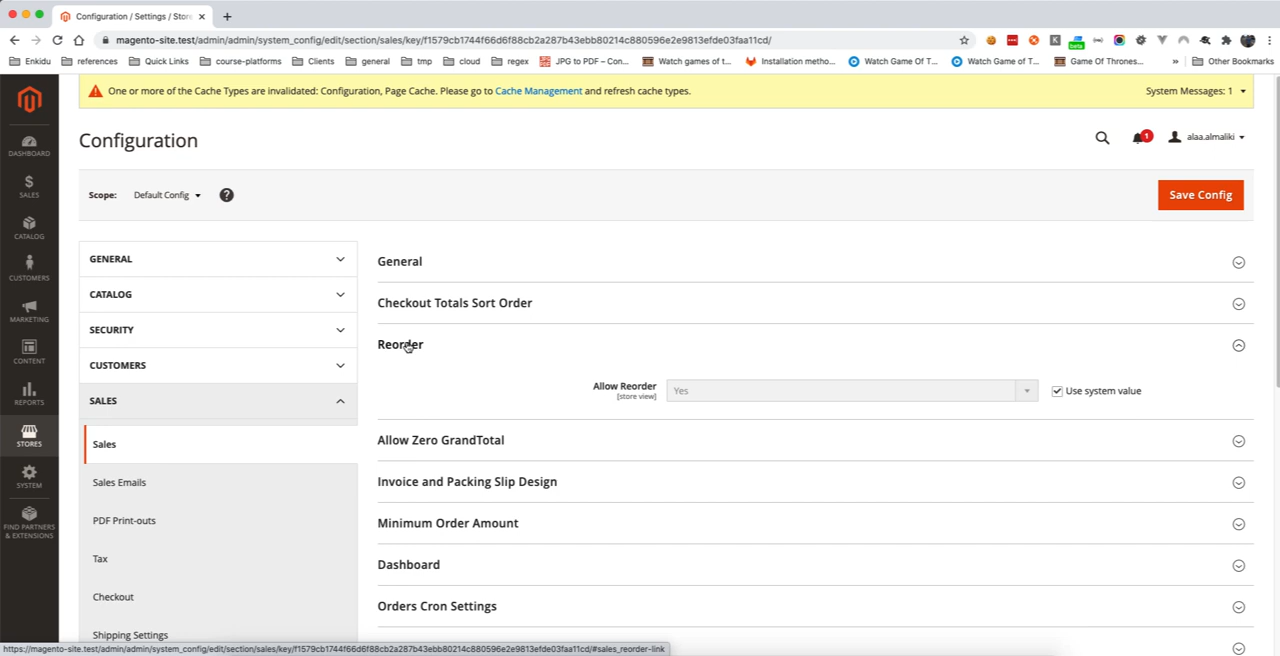 Configuration / Settings / Stor
magento-site.test/admin/admin/system_config/edit/section/sales/key/f1579cb1744f66d6f88cb2a287b43ebb80214c880596e2e9813efde03faa11cd/
Enkidu references Quick Links course-platforms Clients general tmp cloud regex JPG to PDF – Con... Watch games of t... Installation metho... Watch Game Of T... Watch Game of T... Game Of Thrones... » Other Bookmarks
beta
One or more of the Cache Types are invalidated: Configuration, Page Cache. Please go to Cache Management and refresh cache types.
System Messages: 1
Configuration
1
alaa.almaliki
Scope: Default Config ?
Save Config
DASHBOARD
SALES
CATALOG
CUSTOMERS
MARKETING
CONTENT
REPORTS
STORES
SYSTEM
FIND PARTNERS
& EXTENSIONS
GENERAL
CATALOG
SECURITY
CUSTOMERS
SALES
Sales
Sales Emails
PDF Print-outs
Tax
Checkout
Shipping Settings
General
Checkout Totals Sort Order
Reorder
Allow Reorder
[store view]
Yes
Use system value
Allow Zero GrandTotal
Invoice and Packing Slip Design
Minimum Order Amount
Dashboard
Orders Cron Settings
https://magento-site.test/admin/admin/system_config/edit/section/sales/key/f1579cb1744f66d6f88cb2a287b43ebb80214c880596e2e9813efde03faa11cd/#sales_reorder-link